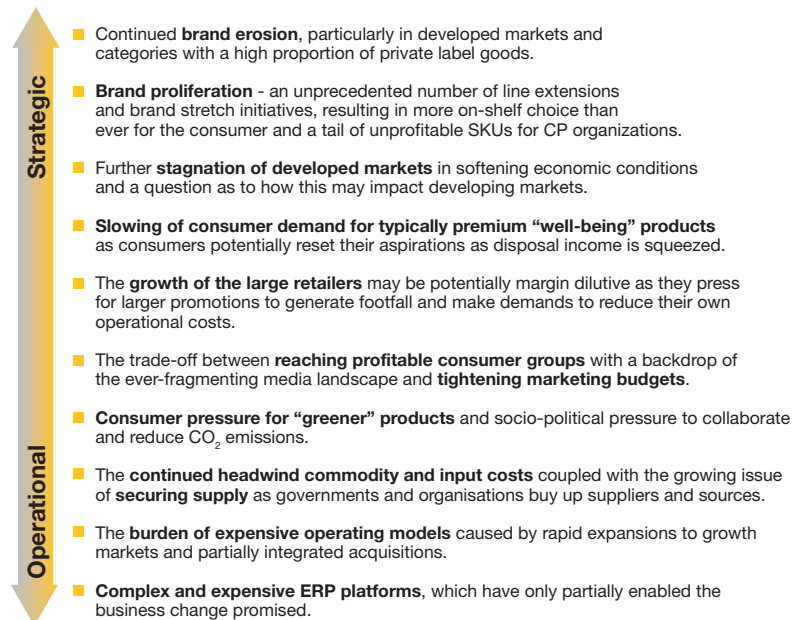 Strategic
Operational
Continued brand erosion, particularly in developed markets and
categories with a high proportion of private label goods.
Brand proliferation - an unprecedented number of line extensions
and brand stretch initiatives, resulting in more on-shelf choice than
ever for the consumer and a tail of unprofitable SKUs for CP organizations.
Further stagnation of developed markets in softening economic conditions
and a question as to how this may impact developing markets.
Slowing of consumer demand for typically premium “well-being” products
as consumers potentially reset their aspirations as disposal income is squeezed.
The growth of the large retailers may be potentially margin dilutive as they press
for larger promotions to generate footfall and make demands to reduce their own
operational costs.
The trade-off between reaching profitable consumer groups with a backdrop of
the ever-fragmenting media landscape and tightening marketing budgets.
Consumer pressure for “greener” products and socio-political pressure to collaborate
and reduce CO₂ emissions.
The continued headwind commodity and input costs coupled with the growing issue
of securing supply as governments and organisations buy up suppliers and sources.
The burden of expensive operating models caused by rapid expansions to growth
markets and partially integrated acquisitions.
Complex and expensive ERP platforms, which have only partially enabled the
business change promised.